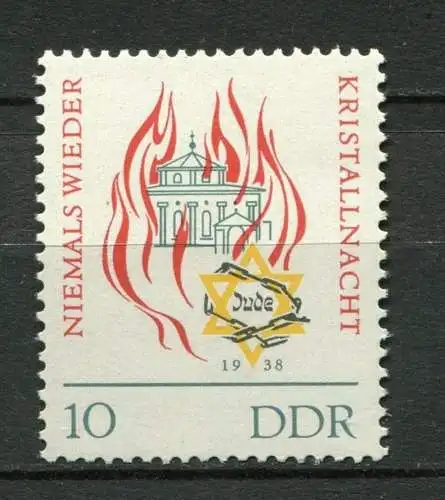 NIEMALS WIEDER
KRISTALLNACHT
Jude
1938
10 DDR